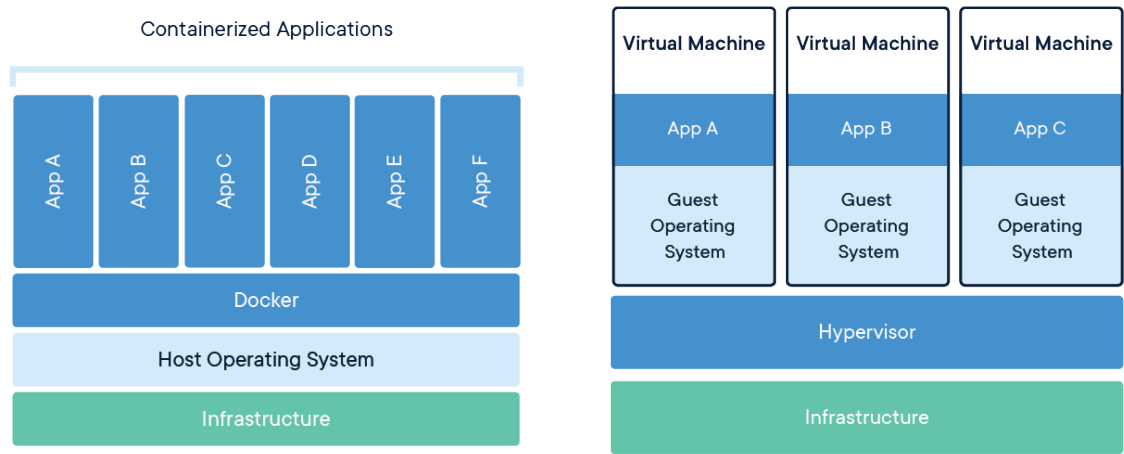 Containerized Applications
App A
App B
App C
App D
App E
App F
Docker
Host Operating System
Infrastructure
Virtual Machine
App A
Guest
Operating
System
Virtual Machine
App B
Guest
Operating
System
Virtual Machine
App C
Guest
Operating
System
Hypervisor
Infrastructure